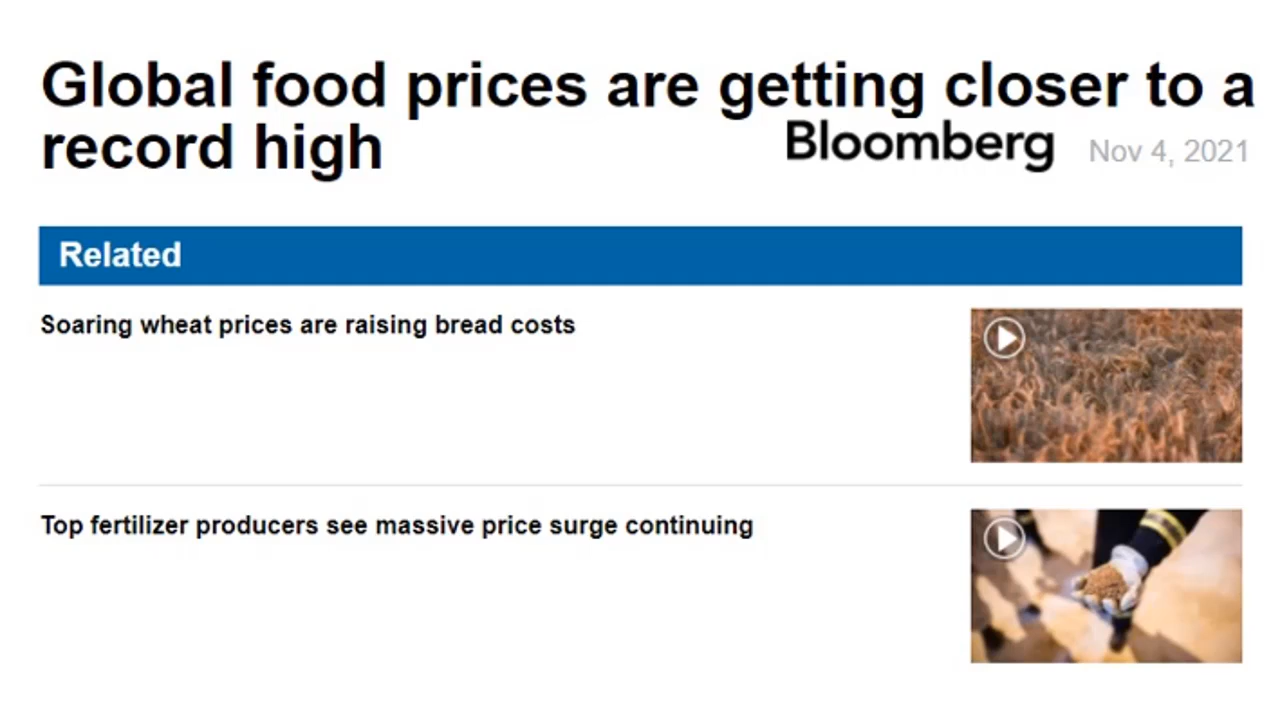 Global food prices are getting closer to a
record high
Bloomberg Nov 4, 2021
Related
Soaring wheat prices are raising bread costs
Top fertilizer producers see massive price surge continuing